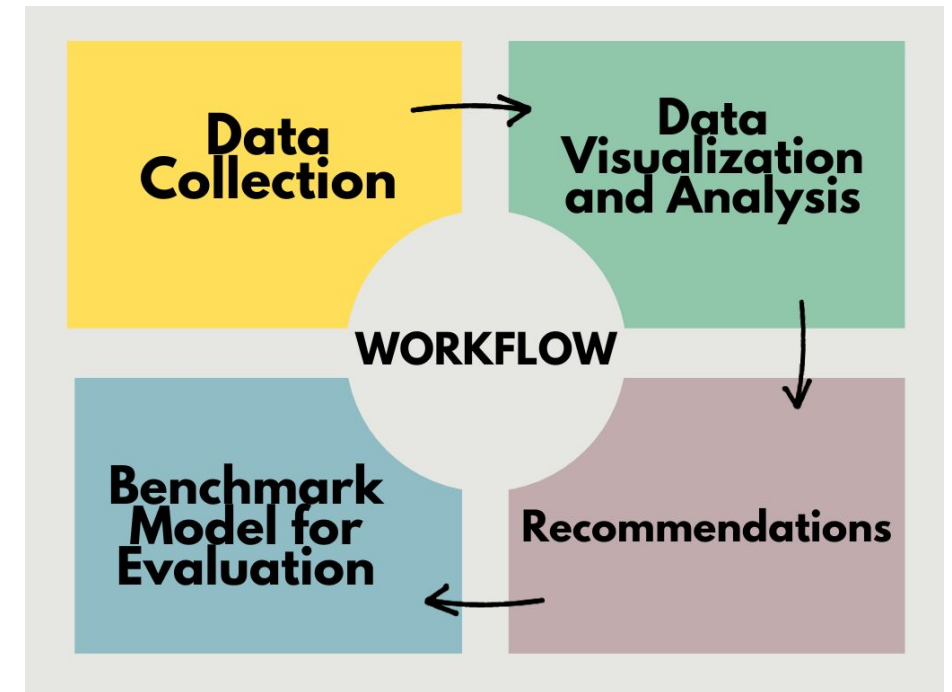 Data
Collection
Data
Visualization
and Analysis
WORKFLOW
Recommendations
Benchmark
Model for
Evaluation